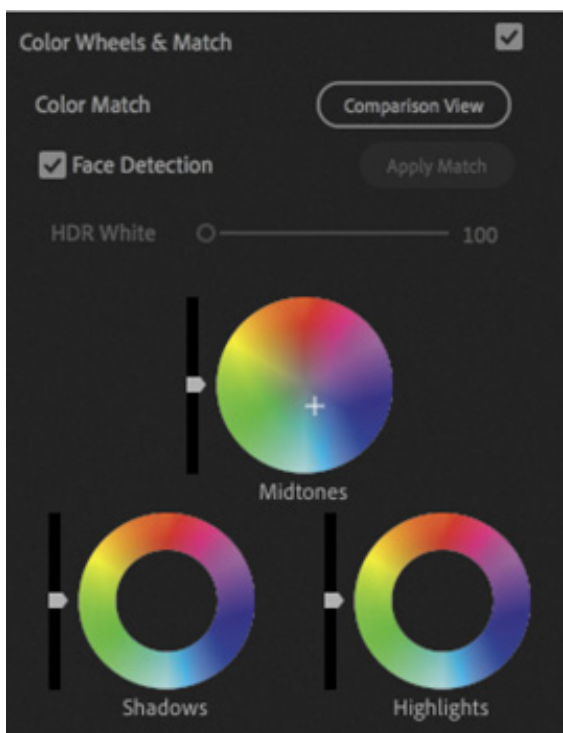 Color Wheels & Match
Color Match
Comparison View
Face Detection
Apply Match
HDR White
100
Midtones
Shadows
Highlights